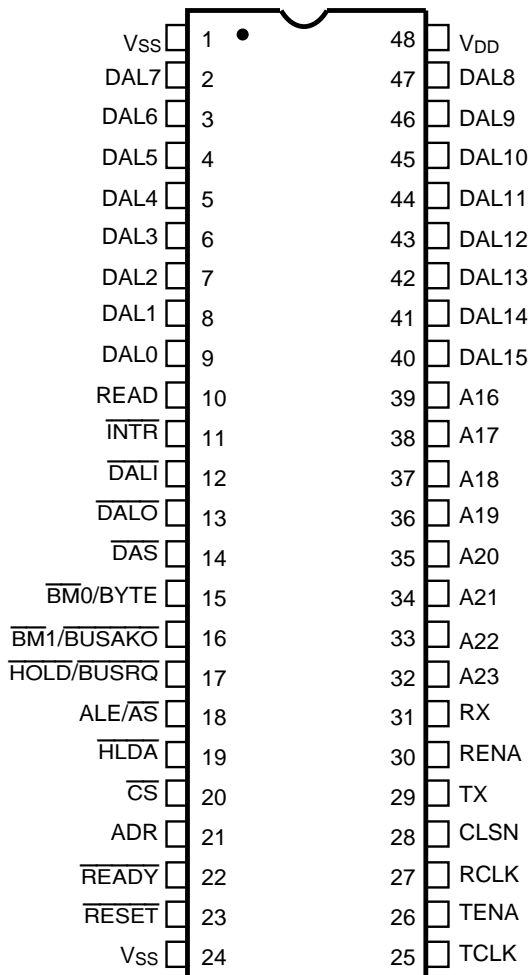 VSS 1 48 VDD
DAL7 2 47 DAL8
DAL6 3 46 DAL9
DAL5 4 45 DAL10
DAL4 5 44 DAL11
DAL3 6 43 DAL12
DAL2 7 42 DAL13
DAL1 8 41 DAL14
DAL0 9 40 DAL15
READ 10 39 A16
INTR 11 38 A17
DALI 12 37 A18
DALO 13 36 A19
DAS 14 35 A20
BM0/BYTE 15 34 A21
BM1/BUSAKO 16 33 A22
HOLD/BUSRQ 17 32 A23
ALE/AS 18 31 RX
HLDA 19 30 RENA
CS 20 29 TX
ADR 21 28 CLSN
READY 22 27 RCLK
RESET 23 26 TENA
VSS 24 25 TCLK